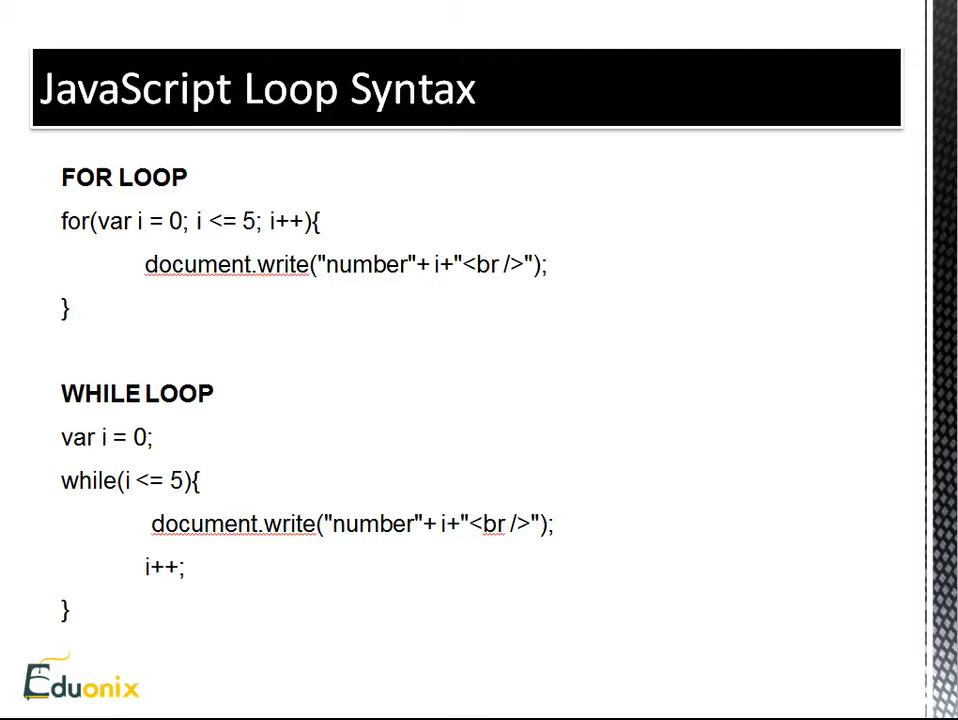 JavaScript Loop Syntax
FOR LOOP
for(var i = 0; i <= 5; i++){
document.write("number"+ i+"<br />");
}
WHILE LOOP
var i = 0;
while(i <= 5){
document.write("number"+ i+"<br />");
i++;
}
Eduonix